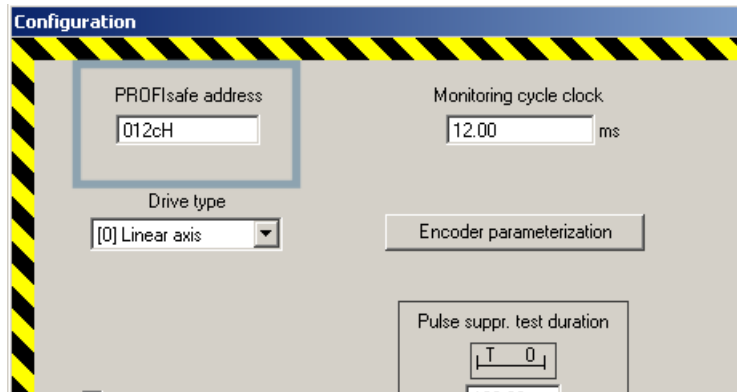 Configuration
PROFIsafe address
012cH
Monitoring cycle clock
12.00 ms
Drive type
[0] Linear axis
Encoder parameterization
Pulse suppr. test duration
T 0